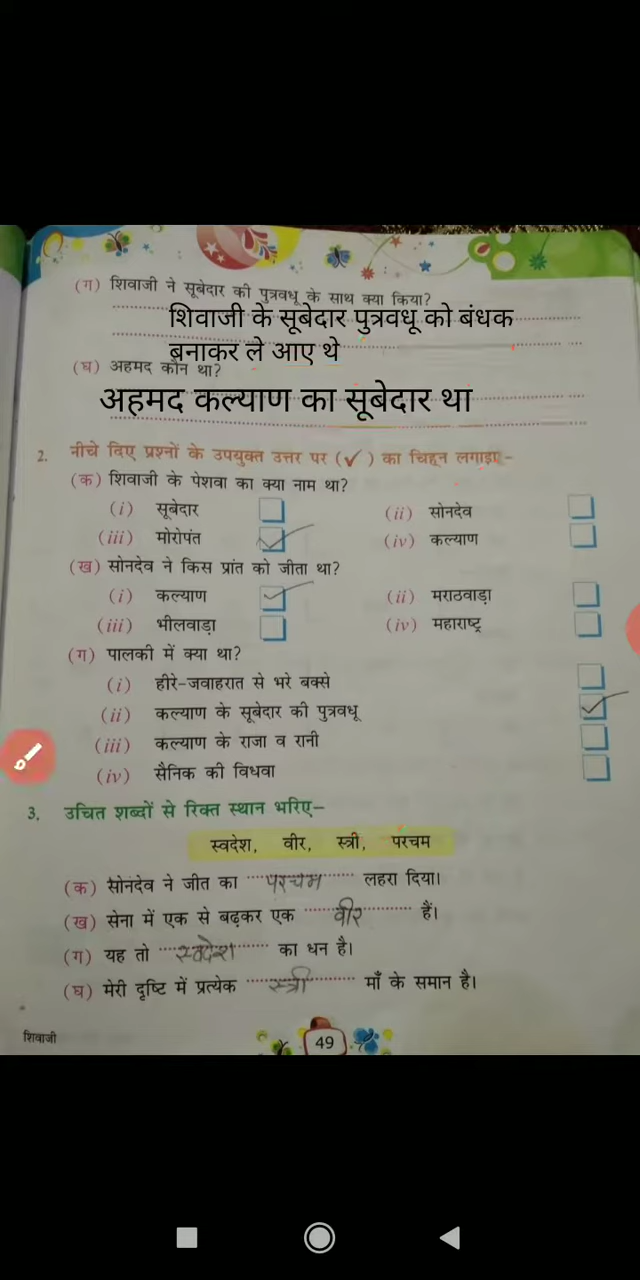 (ग) शिवाजी ने सूबेदार की पुत्रवधू के साथ क्या किया?
शिवाजी के सूबेदार पुत्रवधू को बंधक
बनाकर ले आए थे
(घ) अहमद कौन था?
अहमद कल्याण का सूबेदार था
2. नीचे दिए प्रश्नों के उपयुक्त उत्तर पर (✓) का चिह्न लगाइए-
(क) शिवाजी के पेशवा का क्या नाम था?
(i) सूबेदार (ii) सोनदेव
(iii) मोरोपंत (iv) कल्याण
(ख) सोनदेव ने किस प्रांत को जीता था?
(i) कल्याण (ii) मराठवाड़ा
(iii) भीलवाड़ा (iv) महाराष्ट्र
(ग) पालकी में क्या था?
(i) हीरे-जवाहरात से भरे बक्से
(ii) कल्याण के सूबेदार की पुत्रवधू
(iii) कल्याण के राजा व रानी
(iv) सैनिक की विधवा
3. उचित शब्दों से रिक्त स्थान भरिए-
स्वदेश, वीर, स्त्री, परचम
(क) सोनदेव ने जीत का परचम लहरा दिया।
(ख) सेना में एक से बढ़कर एक वीर हैं।
(ग) यह तो स्वदेश का धन है।
(घ) मेरी दृष्टि में प्रत्येक स्त्री माँ के समान है।
शिवाजी
49